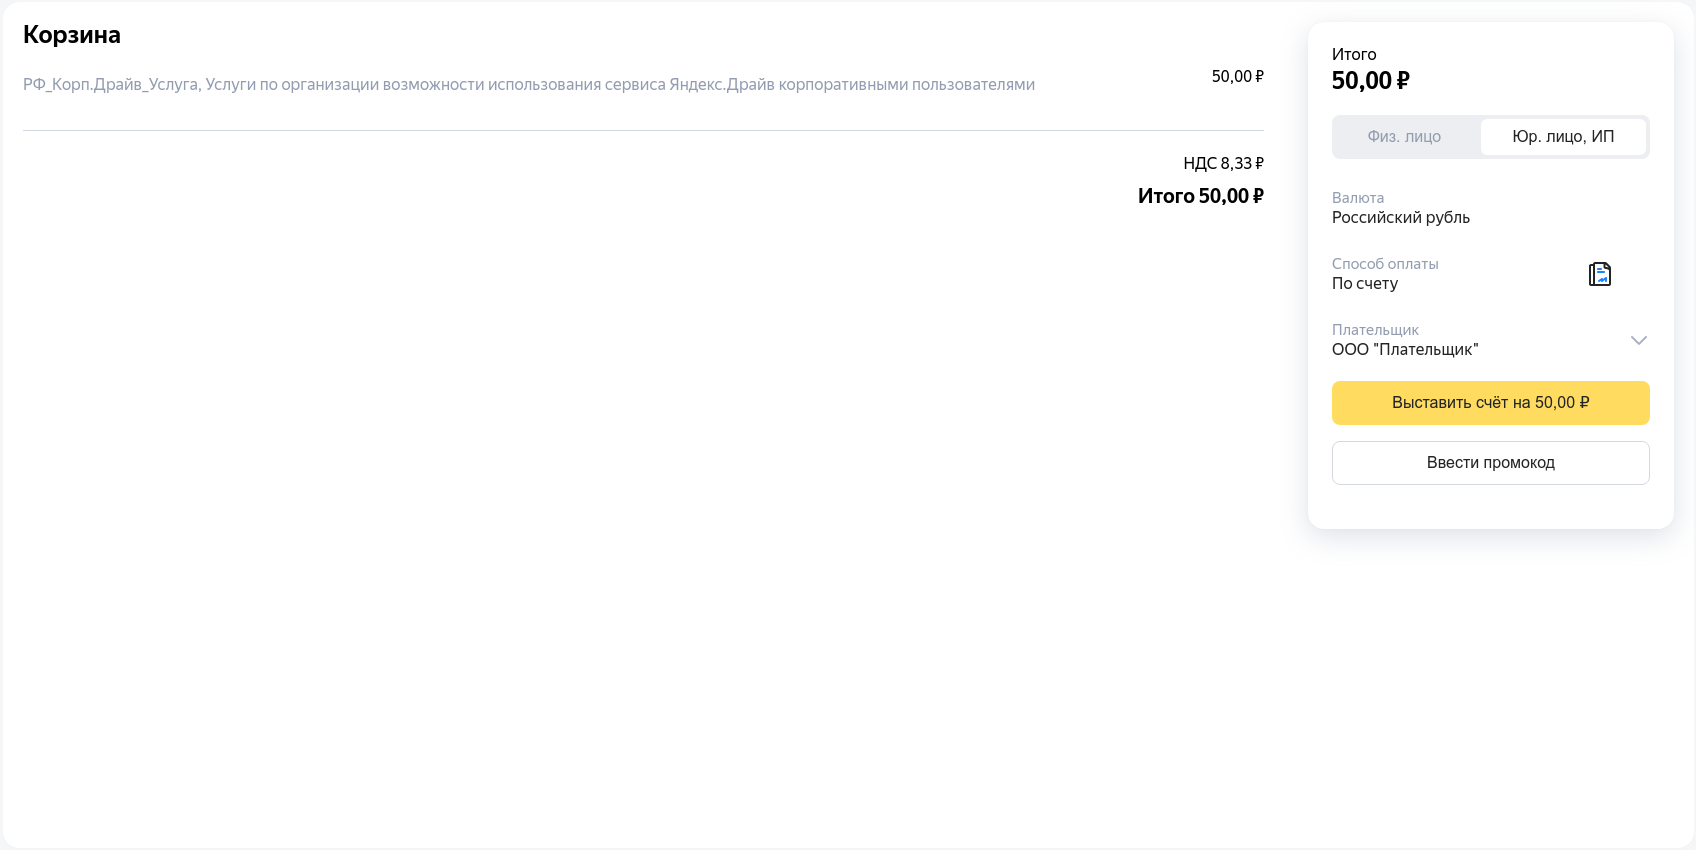 Корзина
РФ_Корп.Драйв_Услуга, Услуги по организации возможности использования сервиса Яндекс.Драйв корпоративными пользователями
50,00 ₽
НДС 8,33 ₽
Итого 50,00 ₽
Итого
50,00 ₽
Физ. лицо
Юр. лицо, ИП
Валюта
Российский рубль
Способ оплаты
По счету
Плательщик
ООО "Плательщик"
Выставить счёт на 50,00 ₽
Ввести промокод